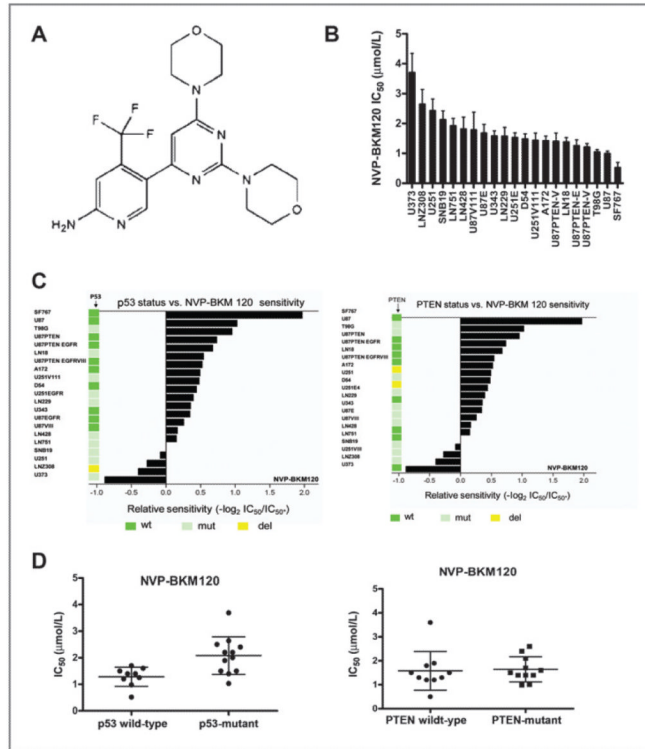 A
F
F
F
H₂N
N
N
N
N
O
N
O
B
NVP-BKM120 IC50 (μmol/L)
5
4
3
2
1
0
U373
LNZ308
U251
SNB19
LN751
LN428
U87V111
U87E
U343
LN229
U251E
D54
U251V111
A172
U87PTEN-V
LN18
U87PTEN-E
U87PTEN-V
T98G
U87
SF767
C
P53
p53 status vs. NVP-BKM 120 sensitivity
SF767
U87
T98G
U87PTEN
U87PTEN EGFR
LN18
U87PTEN EGFRVIII
A172
U251V111
D54
U251EGFR
LN229
U343
U87EGFR
U87VIII
LN428
LN751
SNB19
U251
LNZ308
U373
NVP-BKM120
-1.0 -0.5 0.0 0.5 1.0 1.5 2.0
Relative sensitivity (-log2 IC50/IC50*)
wt mut del
PTEN
PTEN status vs. NVP-BKM 120 sensitivity
SF767
U87
T98G
U87PTEN
U87PTEN EGFR
LN18
U87PTEN EGFRVIII
A172
U251
D54
U251E4
LN229
U343
U87E
U87VIII
LN428
LN751
SNB19
U251VIII
LNZ308
U373
NVP-BKM120
-1.0 -0.5 0.0 0.5 1.0 1.5 2.0
Relative sensitivity (-log2 IC50/IC50*)
wt mut del
D
NVP-BKM120
IC50 (μmol/L)
5
4
3
2
1
0
p53 wild-type p53-mutant
NVP-BKM120
IC50 (μmol/L)
5
4
3
2
1
0
PTEN wildt-ype PTEN-mutant